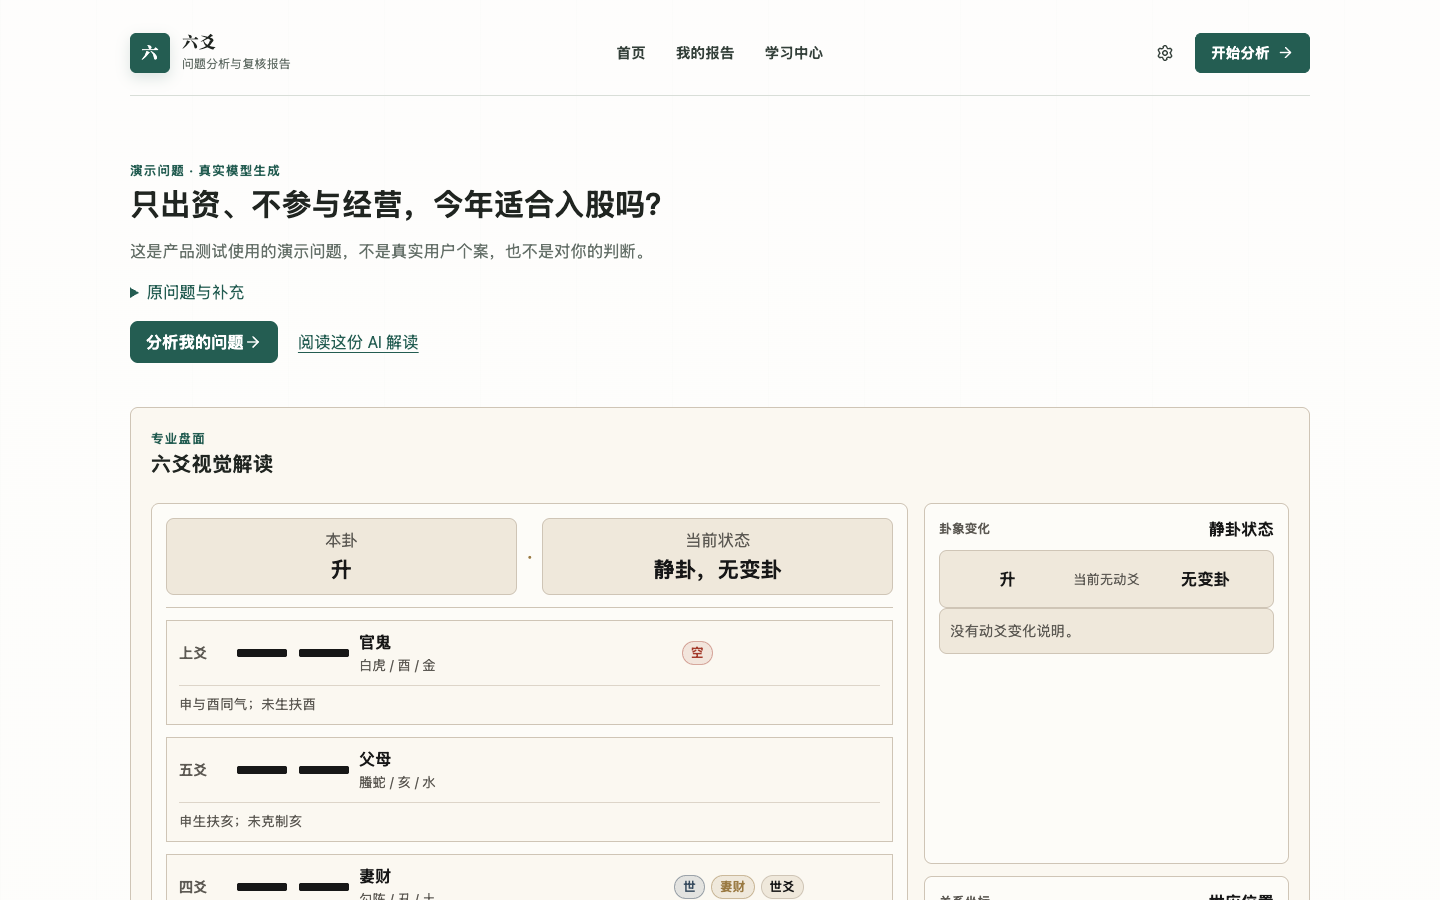 六
六爻
问题分析与复核报告
首页
我的报告
学习中心
开始分析 →
演示问题 · 真实模型生成
只出资、不参与经营，今年适合入股吗？
这是产品测试使用的演示问题，不是真实用户个案，也不是对你的判断。
▶ 原问题与补充
分析我的问题→
阅读这份 AI 解读
专业盘面
六爻视觉解读
本卦
升
·
当前状态
静卦，无变卦
上爻
官鬼
白虎 / 酉 / 金
空
申与酉同气；未生扶酉
五爻
父母
螣蛇 / 亥 / 水
申生扶亥；未克制亥
四爻
妻财
勾陈 / 丑 / 土
世
妻财
世爻
卦象变化
静卦状态
升
当前无动爻
无变卦
没有动爻变化说明。